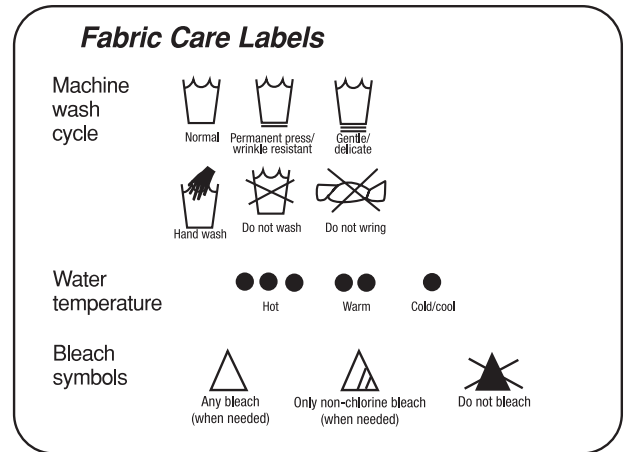 Fabric Care Labels
Machine
wash
cycle
Normal
Permanent press/
wrinkle resistant
Gentle/
delicate
Hand wash
Do not wash
Do not wring
Water
temperature
Hot
Warm
Cold/cool
Bleach
symbols
Any bleach
(when needed)
Only non-chlorine bleach
(when needed)
Do not bleach